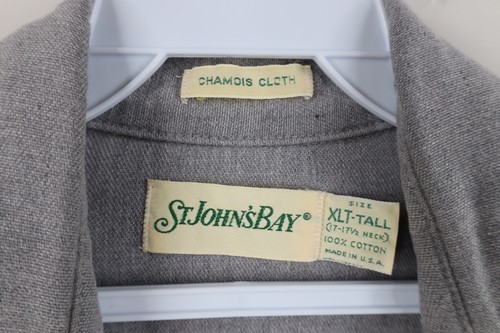 CHAMOIS CLOTH
ST. JOHN'S BAY®
SIZE
XLT-TALL
(17-17½ NECK)
100% COTTON
MADE IN U.S.A.